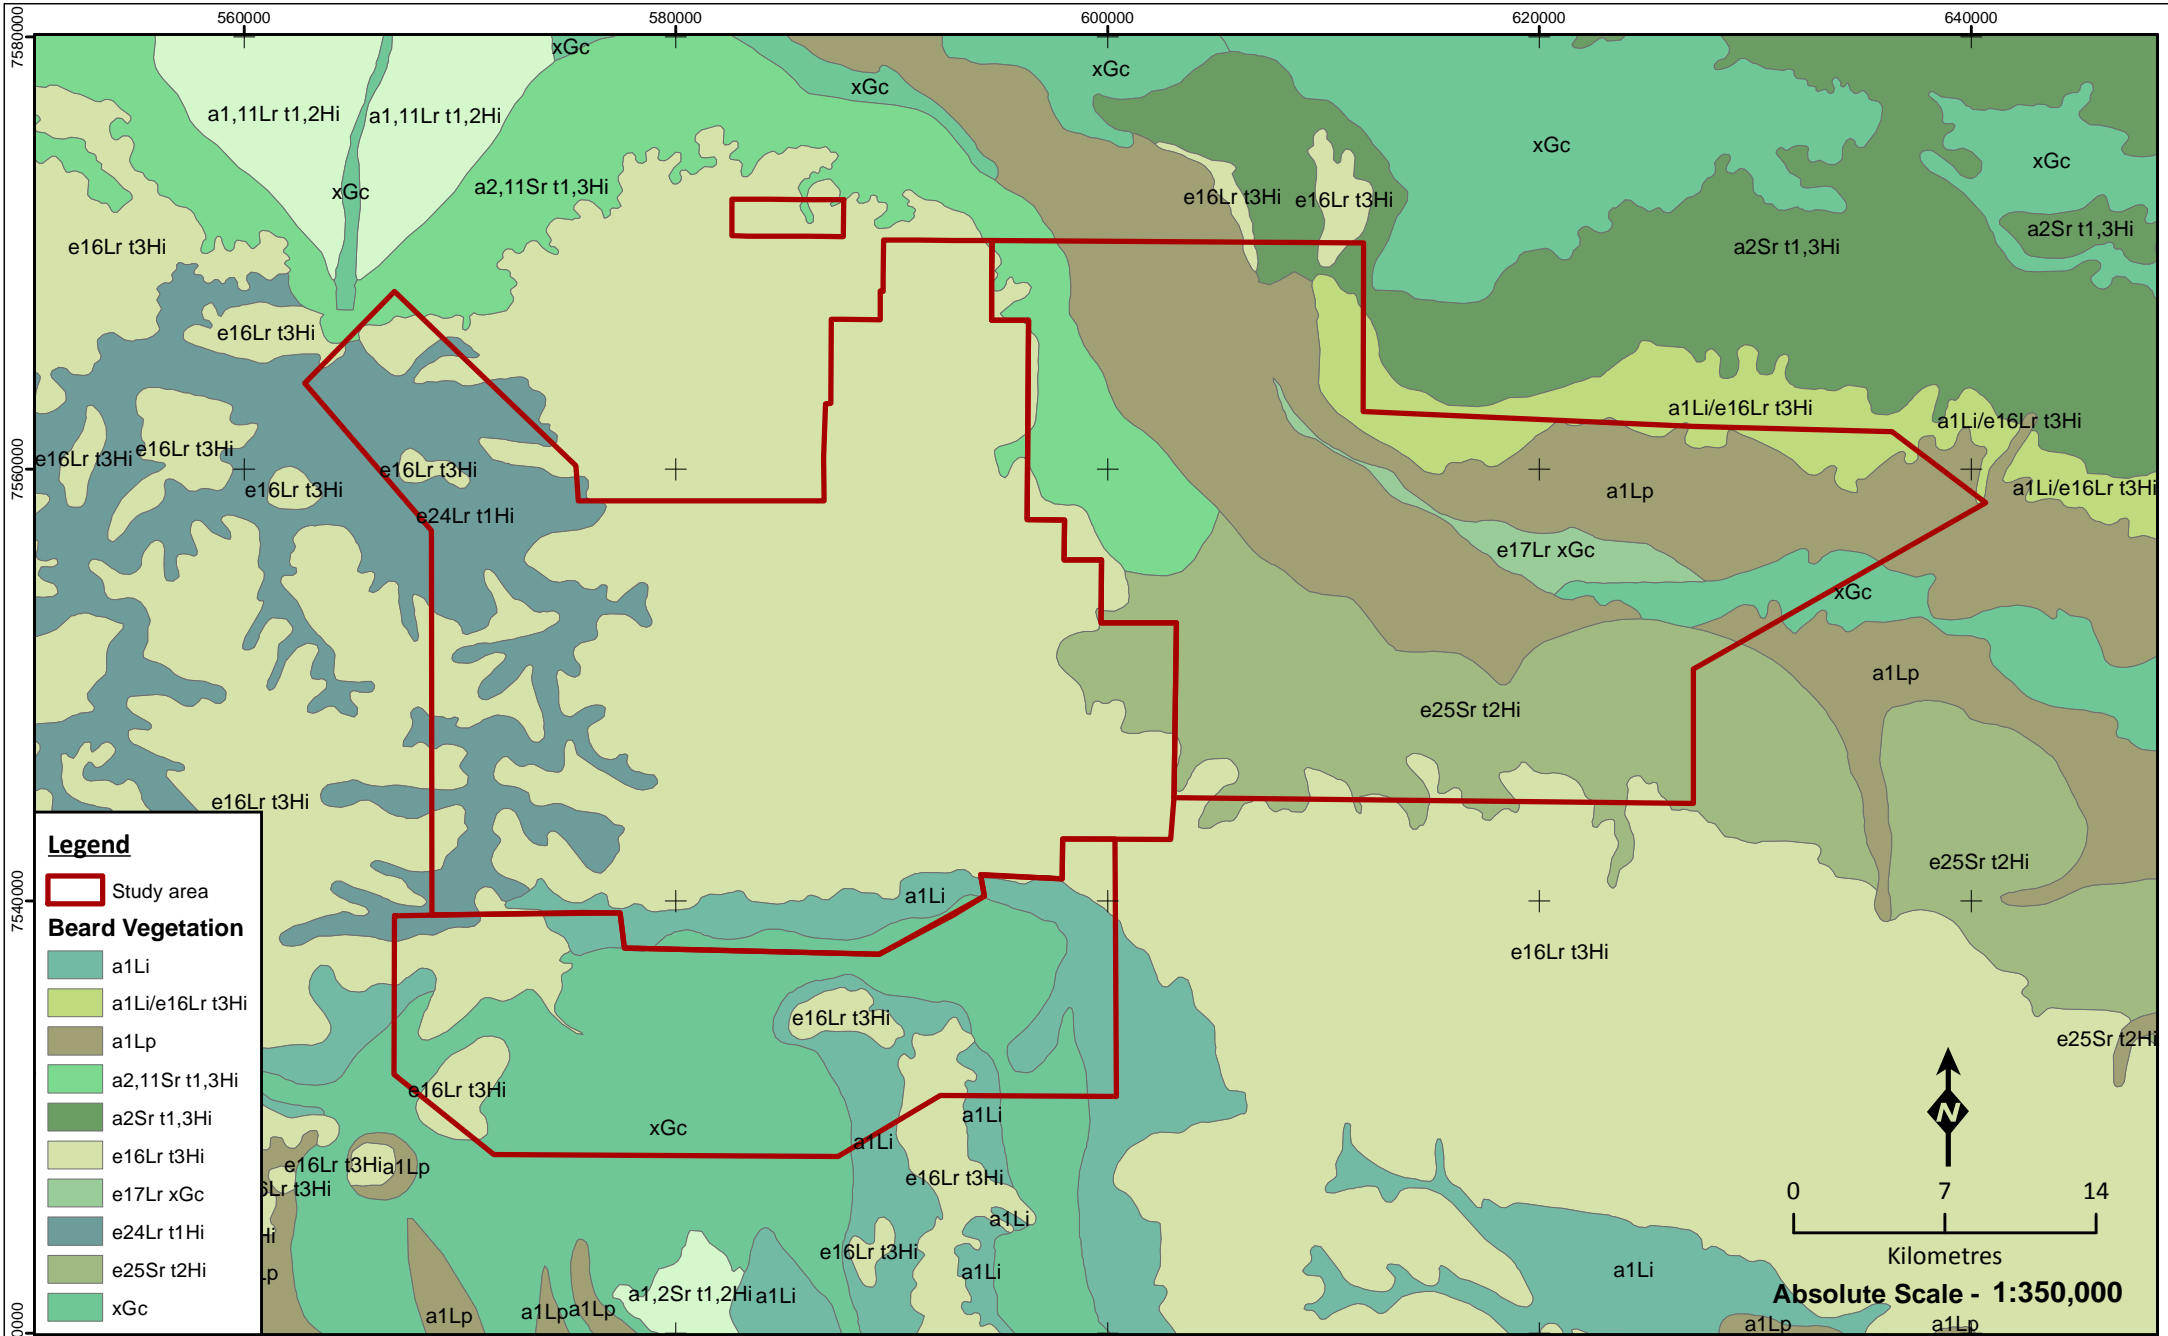 560000
580000
600000
620000
640000
7580000
xGc
xGc
xGc
a1,11Lr t1,2Hi
a1,11Lr t1,2Hi
xGc
xGc
xGc
a2,11Sr t1,3Hi
e16Lr t3Hi
e16Lr t3Hi
a2Sr t1,3Hi
e16Lr t3Hi
a2Sr t1,3Hi
e16Lr t3Hi
a1Li/e16Lr t3Hi
a1Li/e16Lr t3Hi
e16Lr t3Hi
e16Lr t3Hi
e16Lr t3Hi
7560000
e16Lr t3Hi
a1Lp
a1Li/e16Lr t3Hi
e24Lr t1Hi
e17Lr xGc
xGc
a1Lp
e25Sr t2Hi
e16Lr t3Hi
e25Sr t2Hi
7540000
a1Li
e16Lr t3Hi
e16Lr t3Hi
e25Sr t2Hi
e16Lr t3Hi
a1Li
xGc
a1Li
e16Lr t3Hi
a1Lp
e16Lr t3Hi
6Lr t3Hi
a1Li
Hi
e16Lr t3Hi
Lp
a1Li
a1Li
a1,2Sr t1,2Hi
a1Li
a1Lp
a1Lp
a1Lp
a1Lp
a1Lp
Legend
Study area
Beard Vegetation
a1Li
a1Li/e16Lr t3Hi
a1Lp
a2,11Sr t1,3Hi
a2Sr t1,3Hi
e16Lr t3Hi
e17Lr xGc
e24Lr t1Hi
e25Sr t2Hi
xGc
N
0 7 14
Kilometres
Absolute Scale - 1:350,000